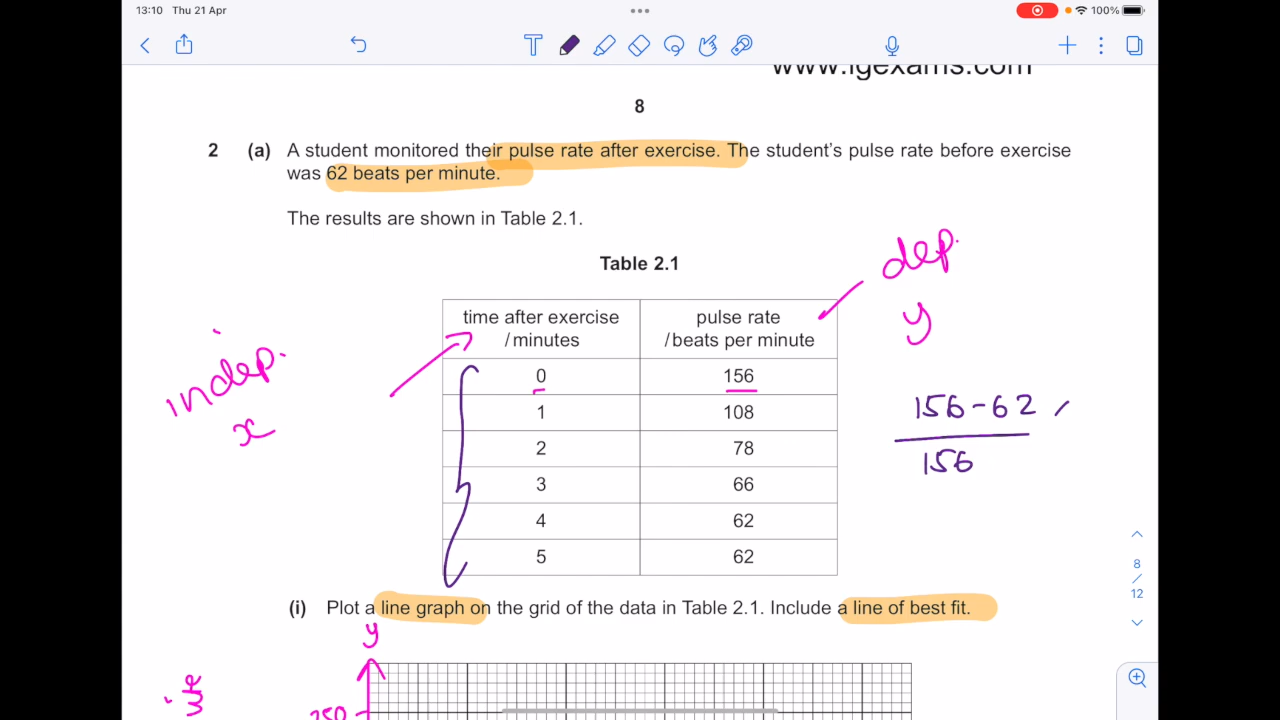 13:10 Thu 21 Apr
100%
www.igexams.com
8
2 (a) A student monitored their pulse rate after exercise. The student's pulse rate before exercise
was 62 beats per minute.
The results are shown in Table 2.1.
Table 2.1
dep.
y
time after exercise
/minutes
pulse rate
/beats per minute
indep.
x
0 156
1 108
2 78
3 66
4 62
5 62
156-62
156
(i) Plot a line graph on the grid of the data in Table 2.1. Include a line of best fit.
y
8
/
12